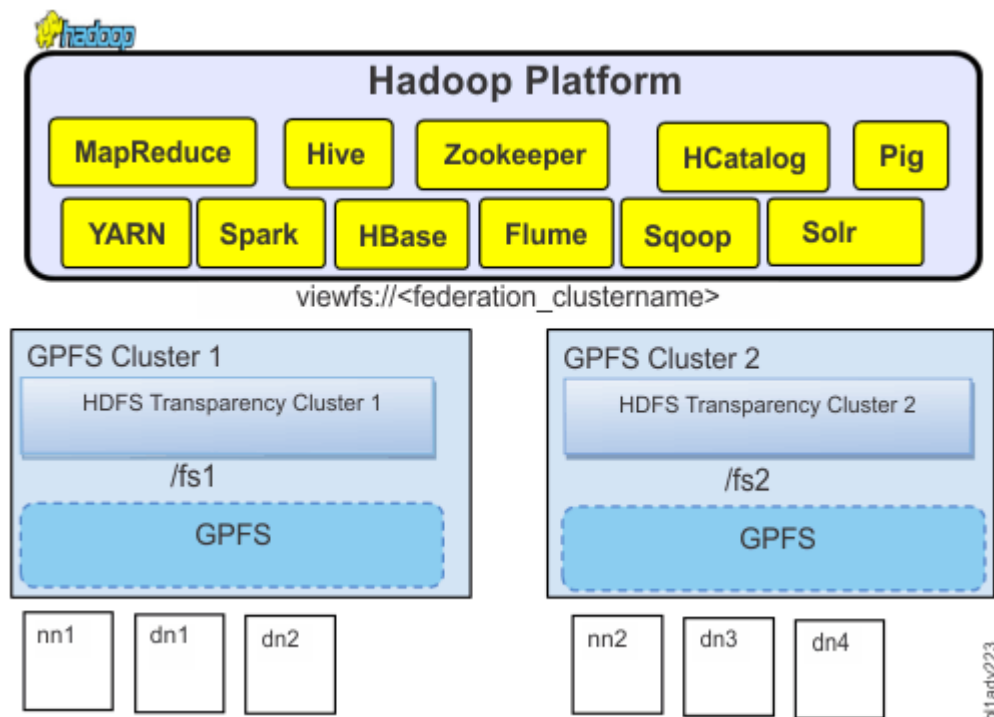 hadoop
Hadoop Platform
MapReduce Hive Zookeeper HCatalog Pig
YARN Spark HBase Flume Sqoop Solr
viewfs://<federation_clustername>
GPFS Cluster 1
HDFS Transparency Cluster 1
/fs1
GPFS
nn1 dn1 dn2
GPFS Cluster 2
HDFS Transparency Cluster 2
/fs2
GPFS
nn2 dn3 dn4